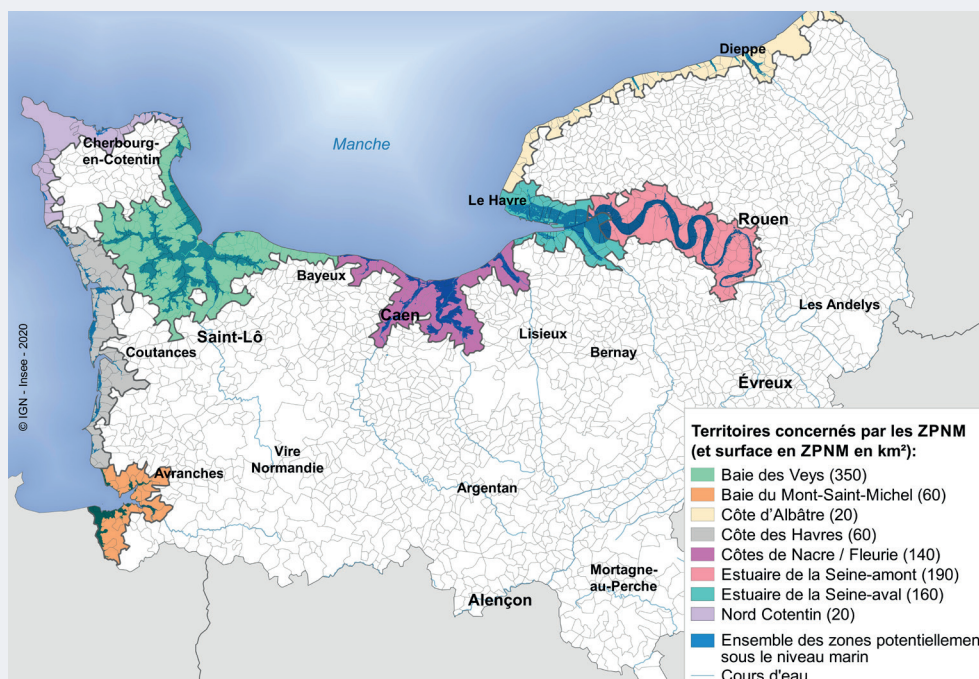 Dieppe
Cherbourg-
en-Cotentin
Manche
Le Havre
Rouen
Bayeux
Caen
Les Andelys
Saint-Lô
Lisieux
Coutances
Bernay
Évreux
© IGN - Insee - 2020
Vire
Normandie
Avranches
Argentan
Mortagne-
au-Perche
Alençon
Territoires concernés par les ZPNM
(et surface en ZPNM en km²):
Baie des Veys (350)
Baie du Mont-Saint-Michel (60)
Côte d'Albâtre (20)
Côte des Havres (60)
Côtes de Nacre / Fleurie (140)
Estuaire de la Seine-amont (190)
Estuaire de la Seine-aval (160)
Nord Cotentin (20)
Ensemble des zones potentiellemen
sous le niveau marin
Cours d'eau